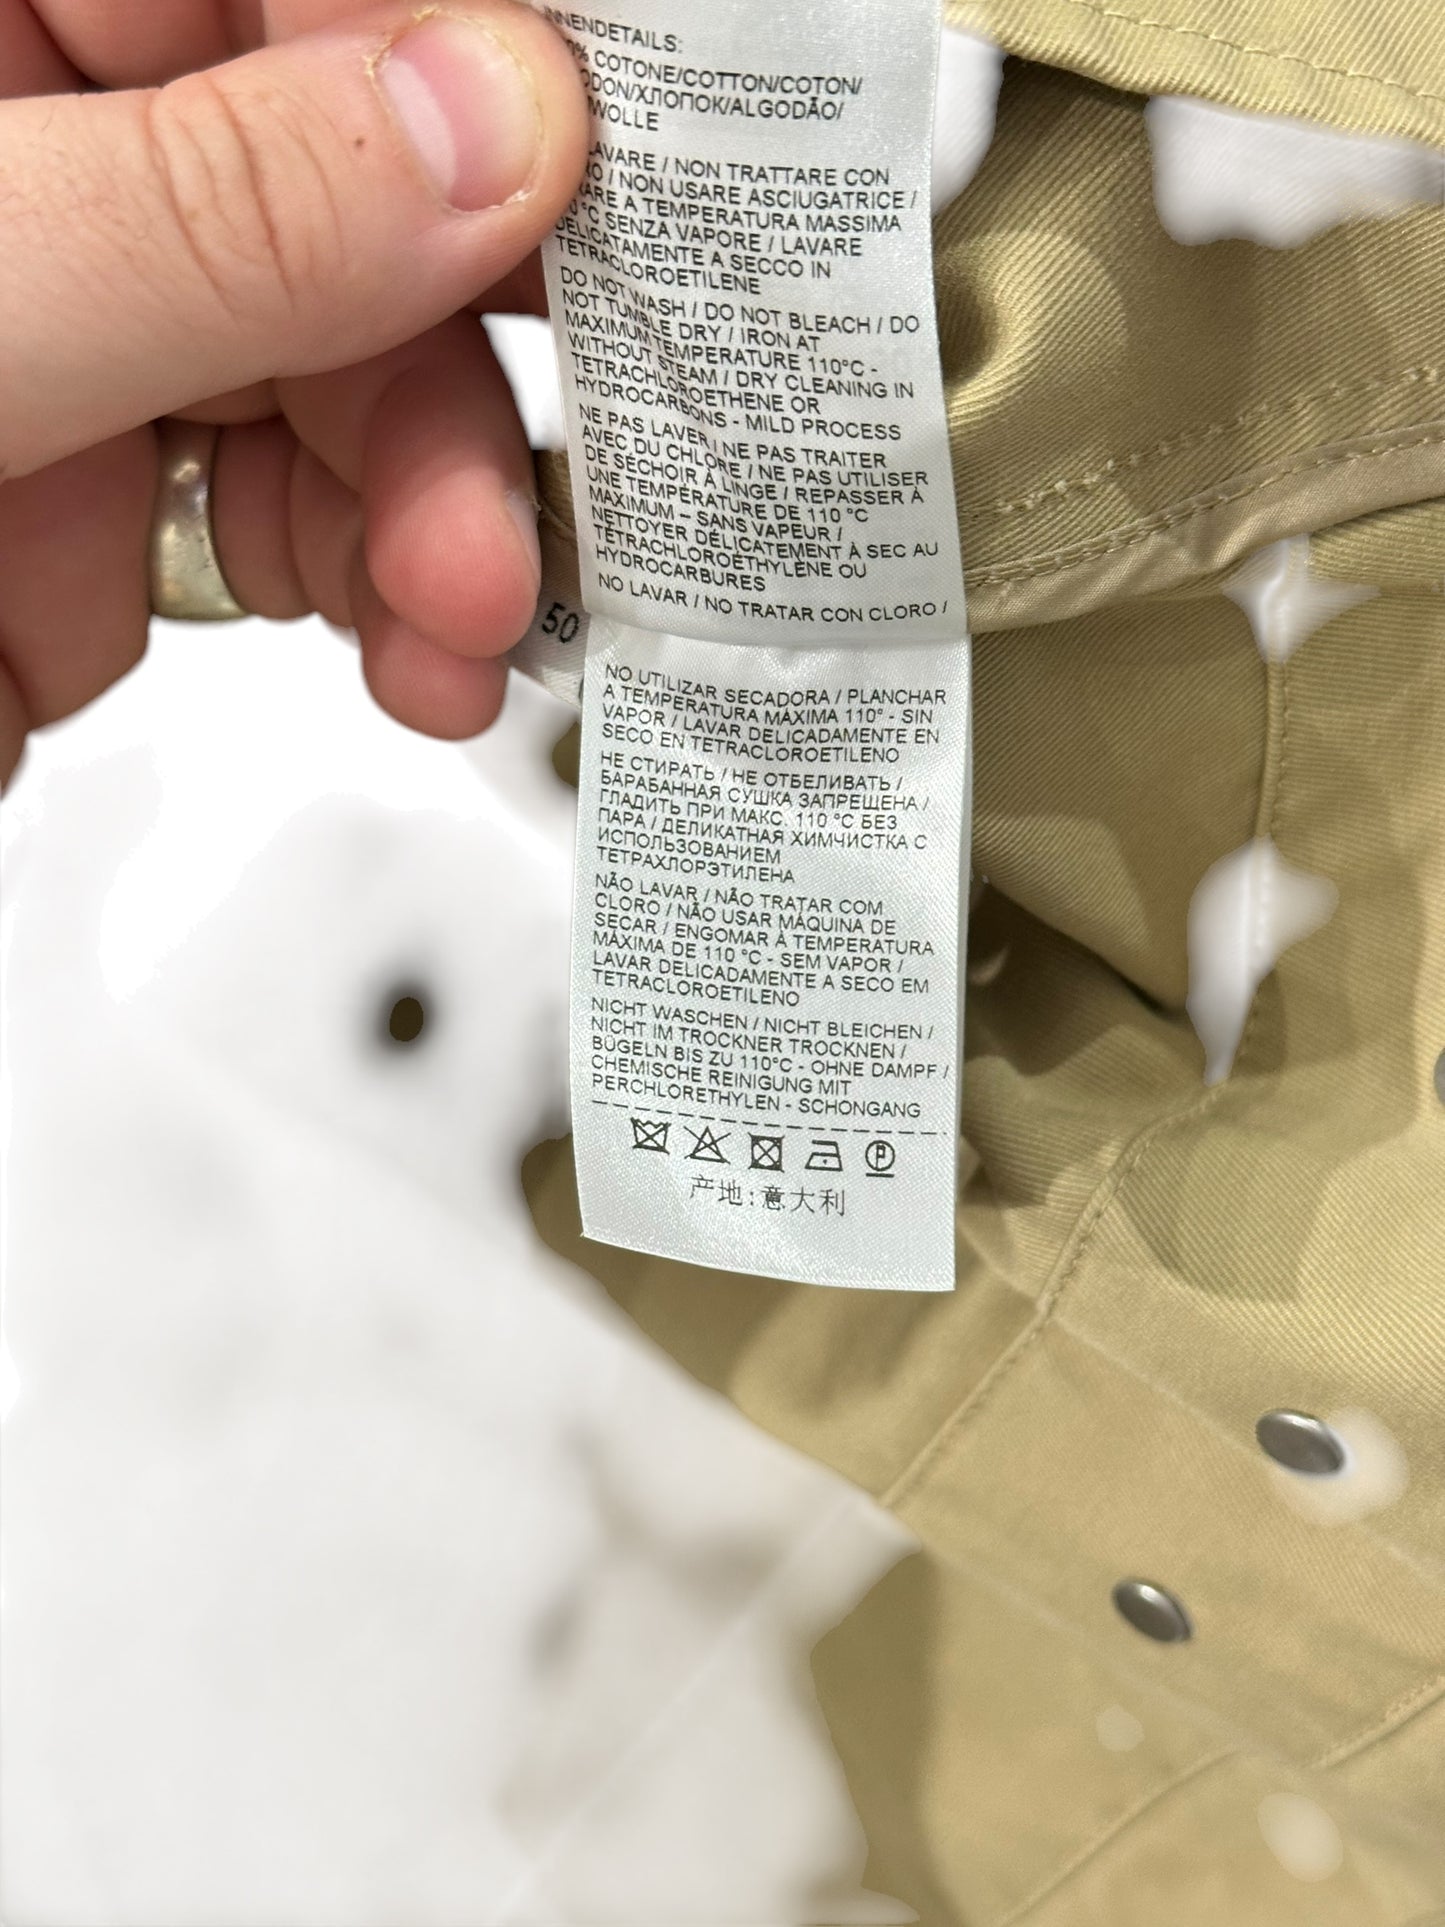 NNENDETAILS:
0% COTONE/COTTON/COTON/
ODON/ХЛОПОК/ALGODÃO/
WOLLE
LAVARE / NON TRATTARE CON
RO / NON USARE ASCIUGATRICE /
RARE A TEMPERATURA MASSIMA
0 °C SENZA VAPORE / LAVARE
DELICATAMENTE A SECCO IN
TETRACLOROETILENE
DO NOT WASH / DO NOT BLEACH / DO
NOT TUMBLE DRY / IRON AT
MAXIMUM TEMPERATURE 110°C -
WITHOUT STEAM / DRY CLEANING IN
TETRACHLOROETHENE OR
HYDROCARBONS - MILD PROCESS
NE PAS LAVER / NE PAS TRAITER
AVEC DU CHLORE / NE PAS UTILISER
DE SÉCHOIR À LINGE / REPASSER À
UNE TEMPÉRATURE DE 110 °C
MAXIMUM – SANS VAPEUR /
NETTOYER DÉLICATEMENT À SEC AU
TÉTRACHLOROÉTHYLÈNE OU
HYDROCARBURES
NO LAVAR / NO TRATAR CON CLORO /
50
NO UTILIZAR SECADORA / PLANCHAR
A TEMPERATURA MÁXIMA 110° - SIN
VAPOR / LAVAR DELICADAMENTE EN
SECO EN TETRACLOROETILENO
НЕ СТИРАТЬ / НЕ ОТБЕЛИВАТЬ /
БАРАБАННАЯ СУШКА ЗАПРЕЩЕНА /
ГЛАДИТЬ ПРИ МАКС. 110 °C БЕЗ
ПАРА / ДЕЛИКАТНАЯ ХИМЧИСТКА С
ИСПОЛЬЗОВАНИЕМ
ТЕТРАХЛОРЭТИЛЕНА
NÃO LAVAR / NÃO TRATAR COM
CLORO / NÃO USAR MÁQUINA DE
SECAR / ENGOMAR À TEMPERATURA
MÁXIMA DE 110 °C - SEM VAPOR /
LAVAR DELICADAMENTE A SECO EM
TETRACLOROETILENO
NICHT WASCHEN / NICHT BLEICHEN /
NICHT IM TROCKNER TROCKNEN /
BÜGELN BIS ZU 110°C - OHNE DAMPF /
CHEMISCHE REINIGUNG MIT
PERCHLORETHYLEN - SCHONGANG
P
产地:意大利